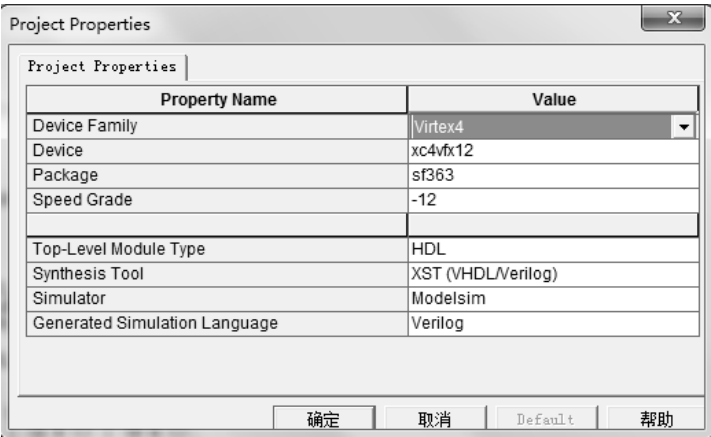 Project Properties
x
Project Properties
Property Name Value
Device Family Virtex4
Device xc4vfx12
Package sf363
Speed Grade -12
Top-Level Module Type HDL
Synthesis Tool XST (VHDL/Verilog)
Simulator Modelsim
Generated Simulation Language Verilog
确定 取消 Default 帮助